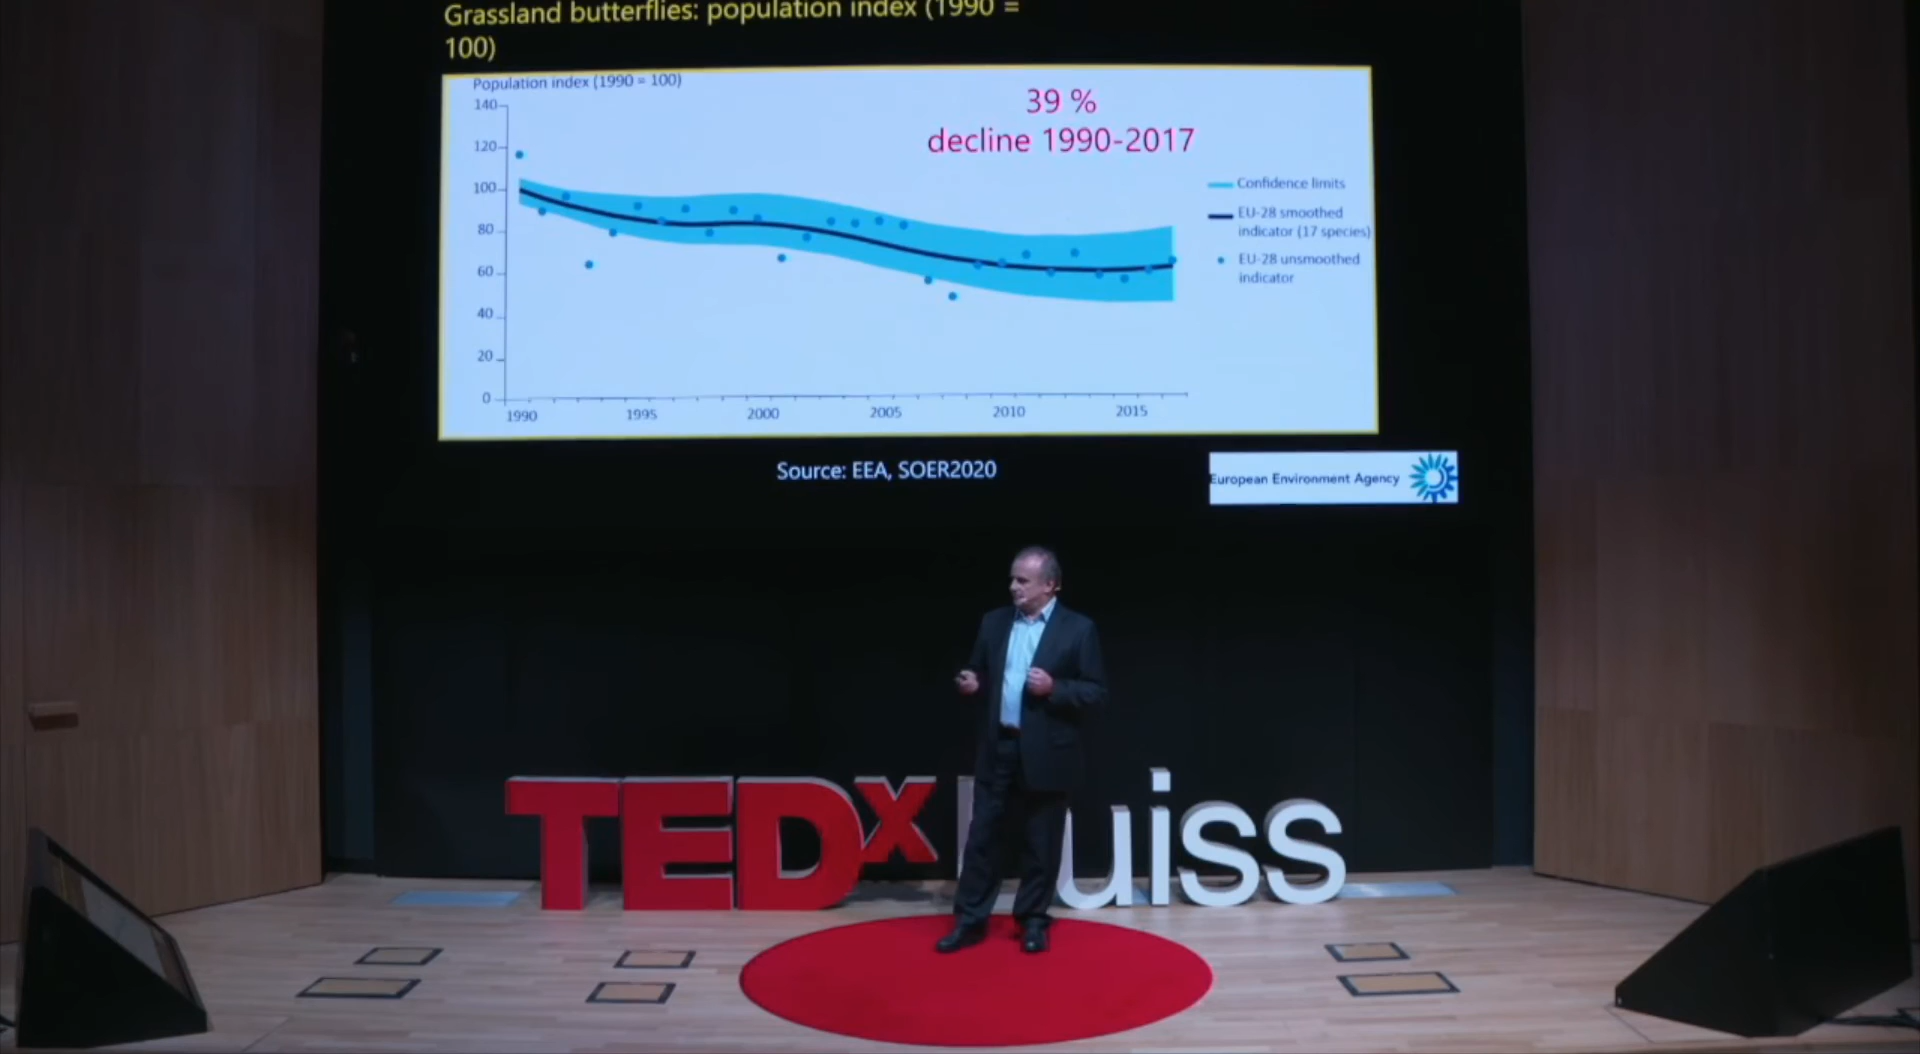 Grassland butterflies: population index (1990 =
100)
Population index (1990 = 100)
39 %
decline 1990-2017
140
120
100
80
60
40
20
0
1990 1995 2000 2005 2010 2015
Confidence limits
EU-28 smoothed
indicator (17 species)
EU-28 unsmoothed
indicator
Source: EEA, SOER2020
European Environment Agency
TEDx uiss